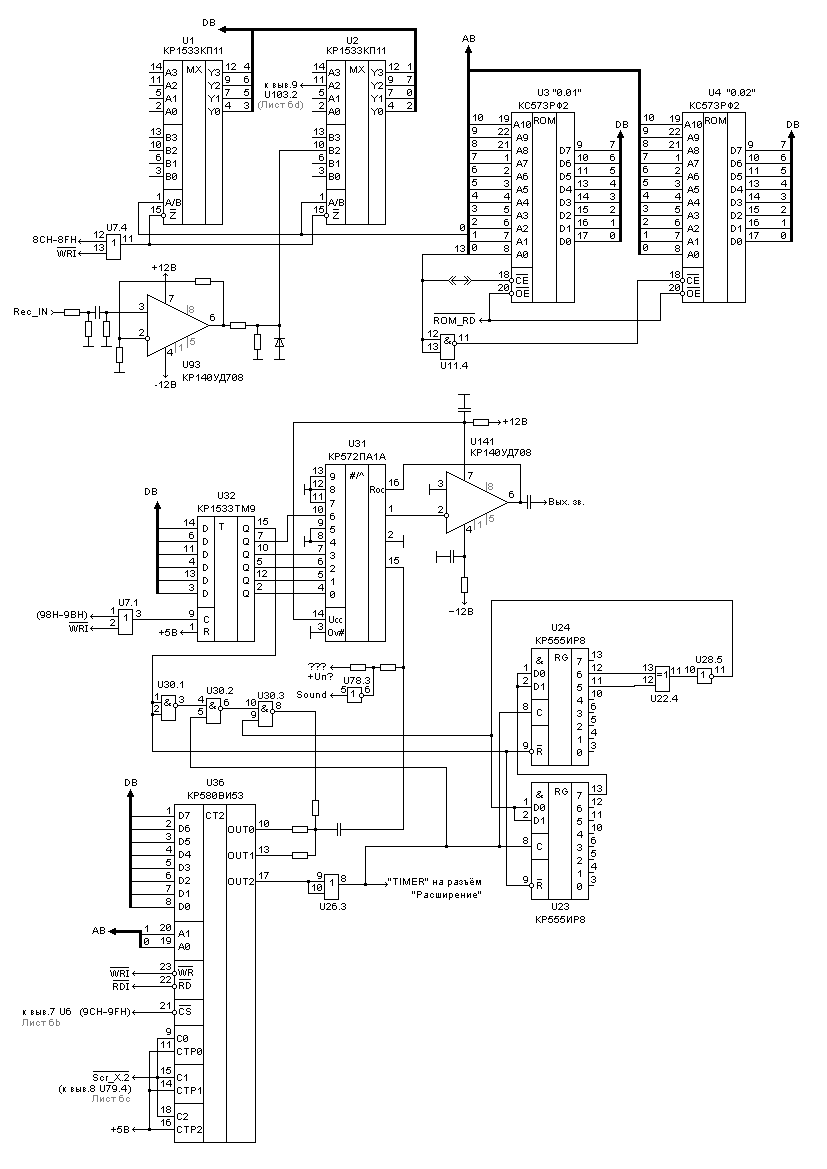 DB
U1
КР1533КП11
14 A3 MX Y3 12 4
11 A2 Y2 9 6
5 A1 Y1 7 5
2 A0 Y0 4 3
13 B3
10 B2
6 B1
3 B0
1 A/B
15 Z
U2
КР1533КП11
14 A3 MX Y3 12 1
11 A2 Y2 9 7
5 A1 Y1 7 0
2 A0 Y0 4 2
13 B3
10 B2
6 B1
3 B0
1 A/B
15 Z
к выв.9
U103.2
(Лист 6d)
8CH-8FH
WRI
U7.4
12
13
1
11
AB
U3 "0.01"
КС573РФ2
10 19 A10 ROM
9 22 A9
8 21 A8 D7 9 7
7 1 A7 D6 10 6
6 2 A6 D5 11 5
5 3 A5 D4 13 4
4 4 A4 D3 14 3
3 5 A3 D2 15 2
2 6 A2 D1 16 1
1 7 A1 D0 17 0
0 8 A0
18 CE
20 OE
DB
0
13
U4 "0.02"
КС573РФ2
10 19 A10 ROM
9 22 A9
8 21 A8 D7 9 7
7 1 A7 D6 10 6
6 2 A6 D5 11 5
5 3 A5 D4 13 4
4 4 A4 D3 14 3
3 5 A3 D2 15 2
2 6 A2 D1 16 1
1 7 A1 D0 17 0
0 8 A0
18 CE
20 OE
DB
ROM_RD
12
13
&
11
U11.4
+12В
Rec_IN
3
2
7
8
6
4
1
5
U93
КР140УД708
-12В
+12В
U31
КР572ПА1А
13 9 #/^
12 8
11 7
10 6
9 5
8 4
7 3
6 2
5 1
4 0
14 Ucc
3 Ov#
Roc 16
1
2
15
U141
КР140УД708
3
2
7
8
6
4
1
5
Вых. зв.
-12В
DB
U32
КР1533ТМ9
14 D T Q 15
6 D Q 7
11 D Q 10
4 D Q 5
13 D Q 12
3 D Q 2
9 C
1 R
+5В
(98H-9BH)
WRI
U7.1
1
2
1
3
???
+Uп?
Sound
U78.3
5
1
6
U30.1
1
2
&
3
U30.2
4
5
&
6
U30.3
10
9
&
8
U24
КР555ИР8
& RG 7 13
1 D0 6 12
2 D1 5 11
4 10
8 C 3 6
2 5
1 4
9 R 0 3
U22.4
13
12
=1
11
U28.5
10
1
11
U23
КР555ИР8
& RG 7 13
1 D0 6 12
2 D1 5 11
4 10
8 C 3 6
2 5
1 4
9 R 0 3
DB
U36
КР580ВИ53
1 D7 CT2
2 D6 OUT0 10
3 D5
4 D4 OUT1 13
5 D3
6 D2 OUT2 17
7 D1
8 D0
AB
1 20 A1
0 19 A0
WRI 23 WR
RDI 22 RD
к выв.7 U6 (9CH-9FH) 21 CS
Лист 6b
9 C0
11 CTP0
Scr_X.2 15 C1
(к выв.8 U79.4) 14 CTP1
Лист 6c
18 C2
+5В 16 CTP2
9
10
1
8
U26.3
"TIMER" на разъём
"Расширение"